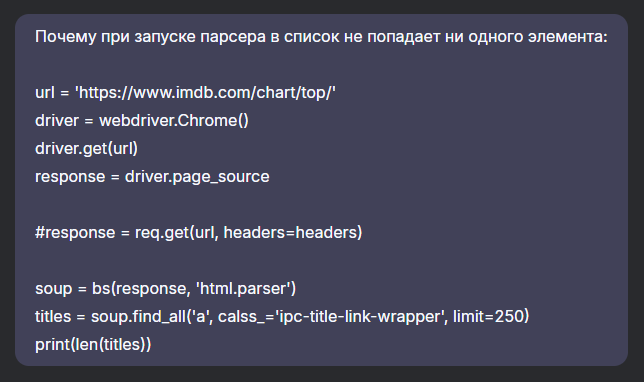 Почему при запуске парсера в список не попадает ни одного элемента:
url = 'https://www.imdb.com/chart/top/'
driver = webdriver.Chrome()
driver.get(url)
response = driver.page_source
#response = req.get(url, headers=headers)
soup = bs(response, 'html.parser')
titles = soup.find_all('a', calss_='ipc-title-link-wrapper', limit=250)
print(len(titles))